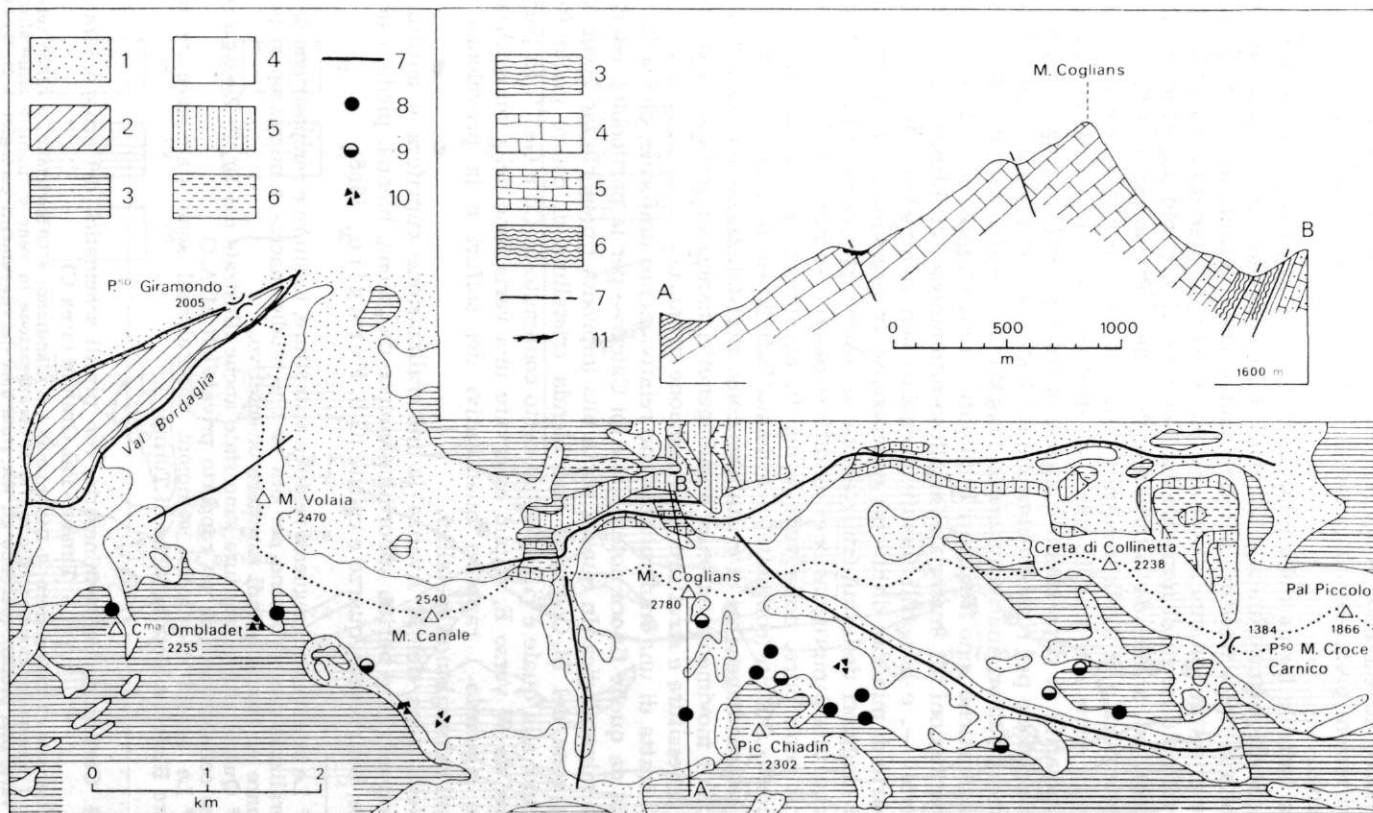 1
2
3
4
5
6
7
8
9
10
3
4
5
6
7
11
M. Coglians
A
B
0 500 1000
m
1600 m
P.so Giramondo
2005
Val Bordaglia
M. Volaia
2470
B
M. Coglians
2780
2540
M. Canale
Cma Ombladet
2255
Creta di Collinetta
2238
Pal Piccolo
1866
1384
Pso M. Croce
Carnico
Pic Chiadin
2302
A
0 1 2
km